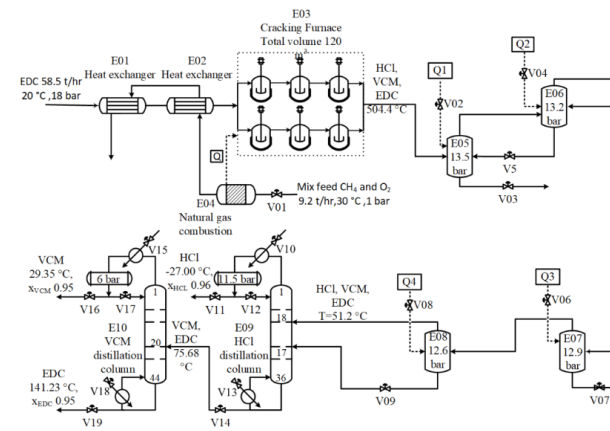 E03
Cracking Furnace
Total volume 120
m³
E01
Heat exchanger
E02
Heat exchanger
EDC 58.5 t/hr
20 °C ,18 bar
HCl,
VCM,
EDC
504.4 °C
Q1
V02
Q2
V04
E06
13.2
bar
E05
13.5
bar
V5
V03
Q
E04
Natural gas
combustion
V01
Mix feed CH₄ and O₂
9.2 t/hr,30 °C ,1 bar
VCM
29.35 °C,
xVCM 0.95
V15
6 bar
V16
V17
1
E10
VCM
distillation
column
20
44
V18
EDC
141.23 °C,
xEDC 0.95
V19
VCM,
EDC
75.68
°C
HCl
-27.00 °C,
xHCL 0.96
V10
11.5 bar
V11
V12
1
18
E09
HCl
distillation
column
17
36
V13
V14
HCl, VCM,
EDC
T=51.2 °C
Q4
V08
E08
12.6
bar
V09
Q3
V06
E07
12.9
bar
V07